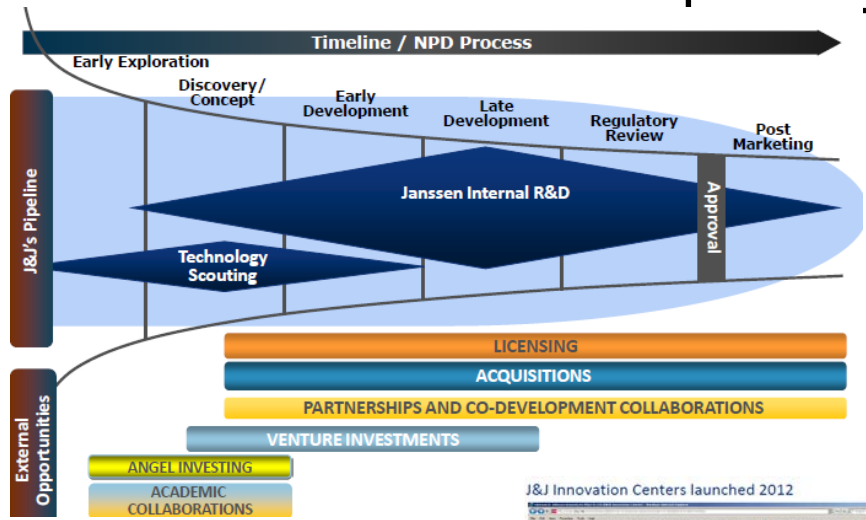 Timeline / NPD Process
Early Exploration
Discovery/
Concept
Early
Development
Late
Development
Regulatory
Review
Post
Marketing
J&J's Pipeline
Janssen Internal R&D
Approval
Technology
Scouting
External
Opportunities
LICENSING
ACQUISITIONS
PARTNERSHIPS AND CO-DEVELOPMENT COLLABORATIONS
VENTURE INVESTMENTS
ANGEL INVESTING
ACADEMIC
COLLABORATIONS
J&J Innovation Centers launched 2012